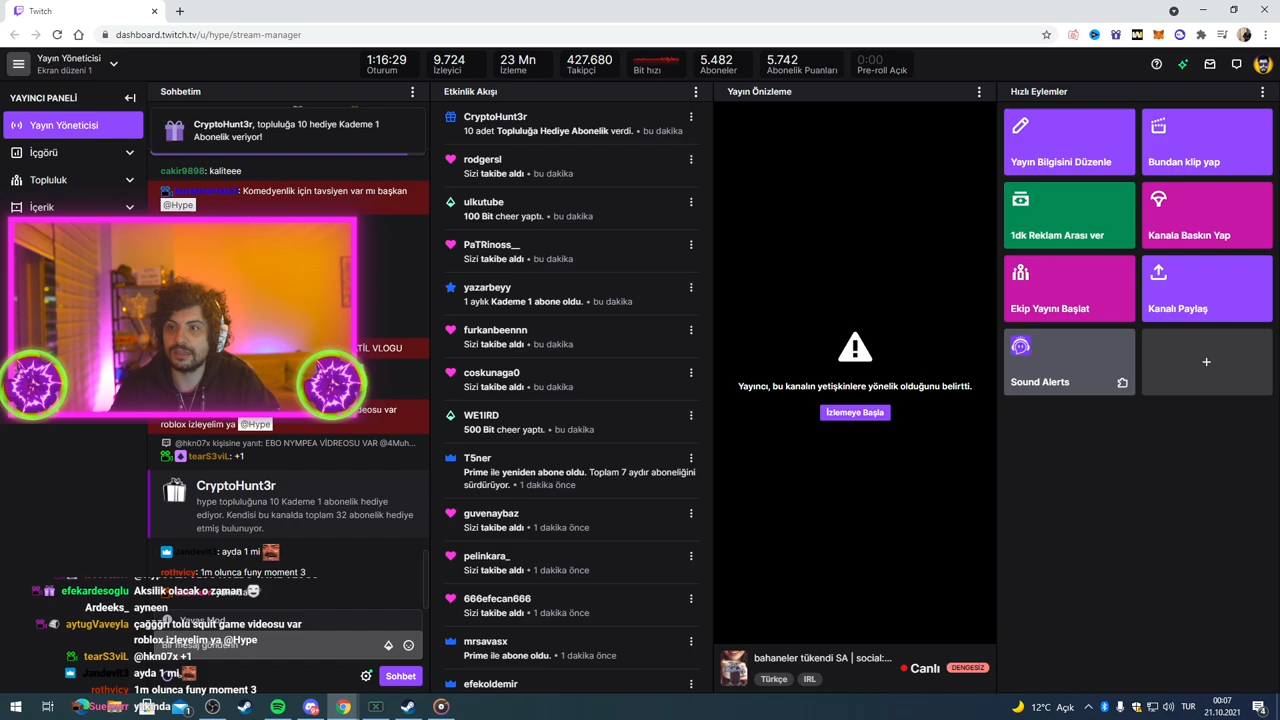 Twitch
dashboard.twitch.tv/u/hype/stream-manager
Yayın Yöneticisi
Ekran düzeni 1
1:16:29
Oturum
9.724
İzleyici
23 Mn
İzleme
427.680
Takipçi
Bit hızı
5.482
Aboneler
5.742
Abonelik Puanları
0:00
Pre-roll Açık
YAYINCI PANELİ
Yayın Yöneticisi
İçgörü
Topluluk
İçerik
Sohbetim
CryptoHunt3r, topluluğa 10 hediye Kademe 1
Abonelik veriyor!
cakir9898: kaliteee
Komedyenlik için tavsiyen var mı başkan
@Hype
TİL VLOGU
videosu var
roblox izleyelim ya @Hype
@hkn07x kişisine yanıt: EBO NYMPEA VİDREOSU VAR @4Muh...
tearS3viL: +1
CryptoHunt3r
hype topluluğuna 10 Kademe 1 abonelik hediye
ediyor. Kendisi bu kanalda toplam 32 abonelik hediye
etmiş bulunuyor.
Jandevit3: ayda 1 mi
rothvicy: 1m olunca funy moment 3
efekardesoglu Aksilik olacak o zaman
Ardeeks_ ayneen
aytugVaveyla çağğğrı tolu squit game videosu var
roblox izleyelim ya @Hype
tearS3viL @hkn07x +1
Jandevit3 ayda 1 mi
rothvicy 1m olunca funy moment 3
yakında
Yavaş Mod
Bir mesaj gönderin
Sohbet
Etkinlik Akışı
CryptoHunt3r
10 adet Topluluğa Hediye Abonelik verdi. • bu dakika
rodgersl
Sizi takibe aldı • bu dakika
ulkutube
100 Bit cheer yaptı. • bu dakika
PaTRinoss__
Sizi takibe aldı • bu dakika
yazarbeyy
1 aylık Kademe 1 abone oldu. • bu dakika
furkanbeennn
Sizi takibe aldı • bu dakika
coskunaga0
Sizi takibe aldı • bu dakika
WE1IRD
500 Bit cheer yaptı. • bu dakika
T5ner
Prime ile yeniden abone oldu. Toplam 7 aydır aboneliğini
sürdürüyor. • 1 dakika önce
guvenaybaz
Sizi takibe aldı • 1 dakika önce
pelinkara_
Sizi takibe aldı • 1 dakika önce
666efecan666
Sizi takibe aldı • 1 dakika önce
mrsavasx
Prime ile abone oldu. • 1 dakika önce
efekoldemir
Yayın Önizleme
Yayıncı, bu kanalın yetişkinlere yönelik olduğunu belirtti.
İzlemeye Başla
bahaneler tükendi SA | social:...
Türkçe
IRL
Canlı
DENGESİZ
Hızlı Eylemler
Yayın Bilgisini Düzenle
Bundan klip yap
1dk Reklam Arası ver
Kanala Baskın Yap
Ekip Yayını Başlat
Kanalı Paylaş
Sound Alerts
12°C Açık
TUR
00:07
21.10.2021